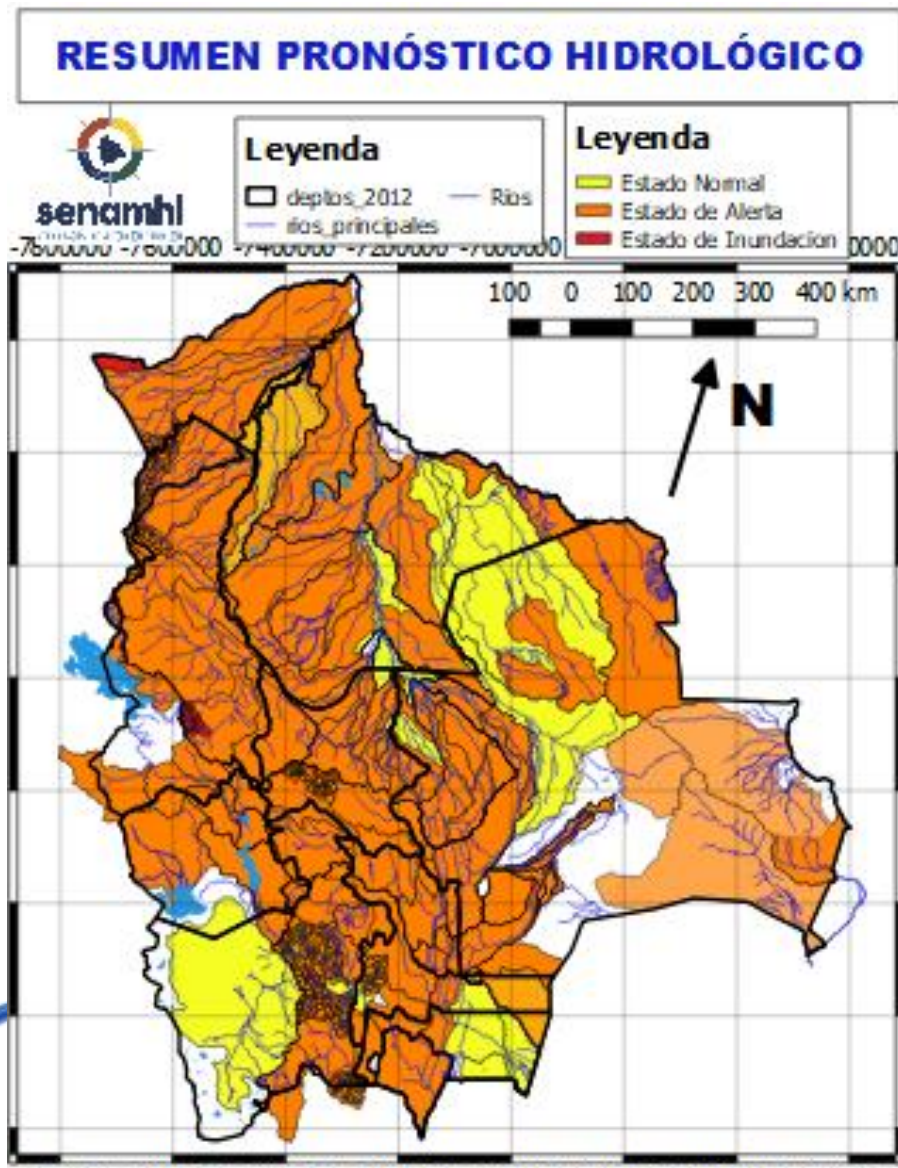 RESUMEN PRONÓSTICO HIDROLÓGICO
senamhi
Leyenda
deptos_2012
Rios
rios_principales
Leyenda
Estado Normal
Estado de Alerta
Estado de Inundacion
-7600000 -7400000 -7200000 -7000000
100 0 100 200 300 400 km
N